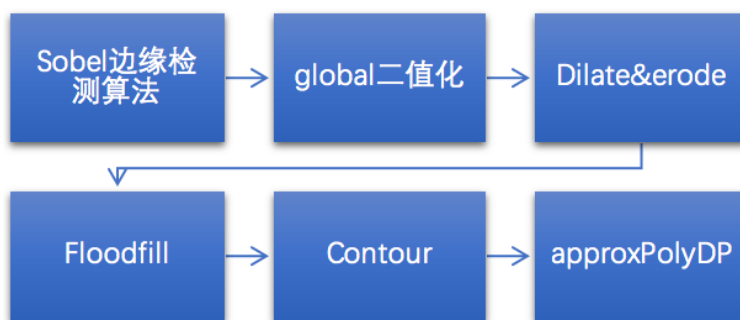 Sobel边缘检
测算法
global二值化
Dilate&erode
Floodfill
Contour
approxPolyDP